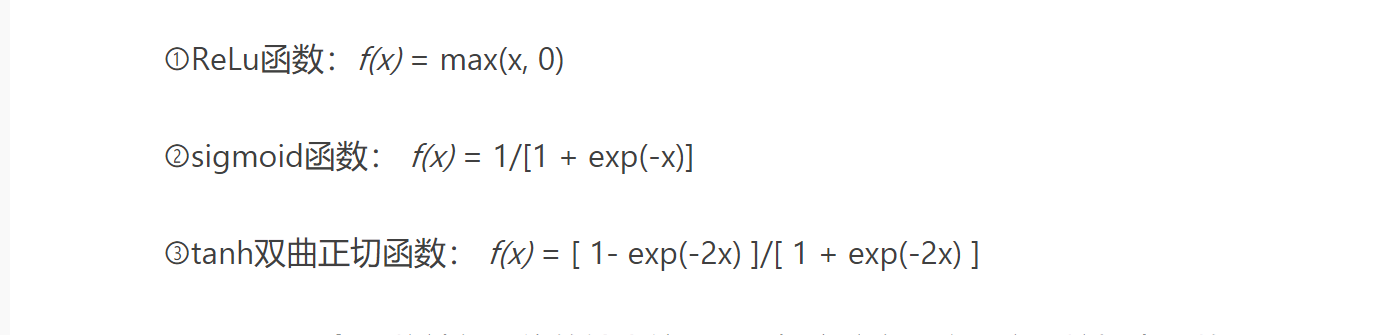 ①ReLu函数：f(x) = max(x, 0)
②sigmoid函数： f(x) = 1/[1 + exp(-x)]
③tanh双曲正切函数： f(x) = [ 1- exp(-2x) ]/[ 1 + exp(-2x) ]